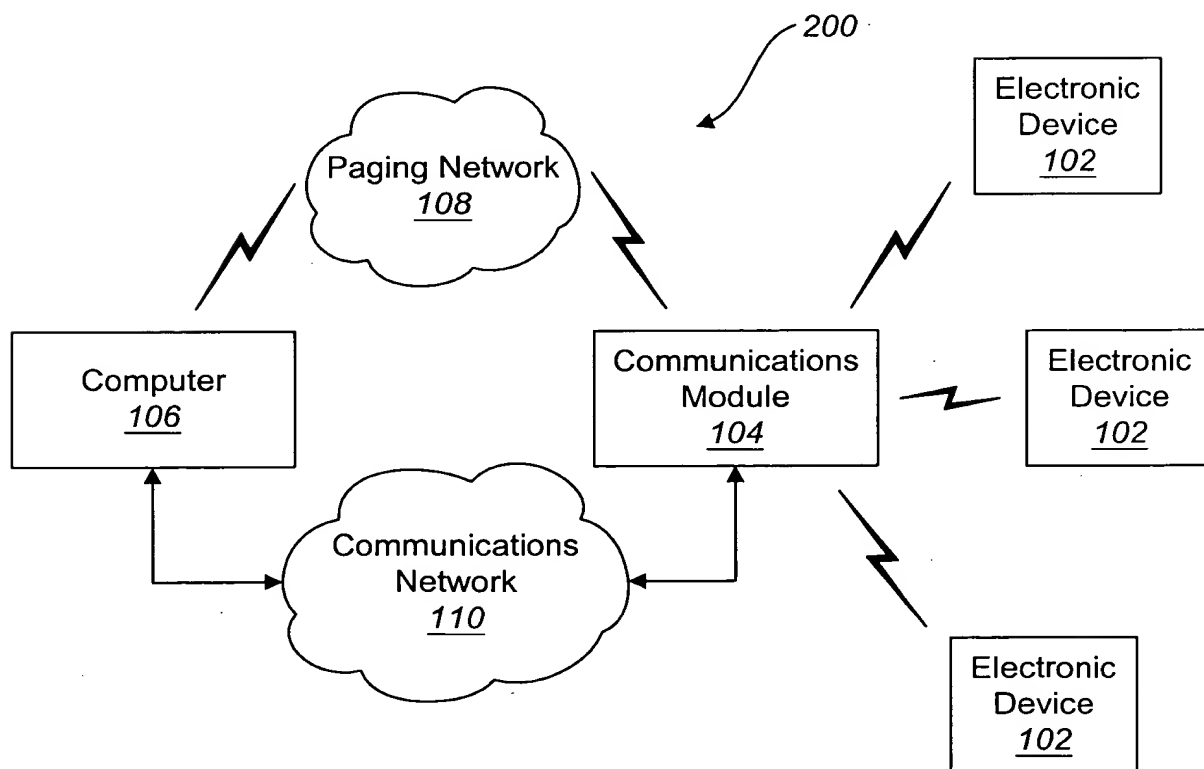 200
Electronic
Device
102
Paging Network
108
Computer
106
Communications
Module
104
Electronic
Device
102
Communications
Network
110
Electronic
Device
102